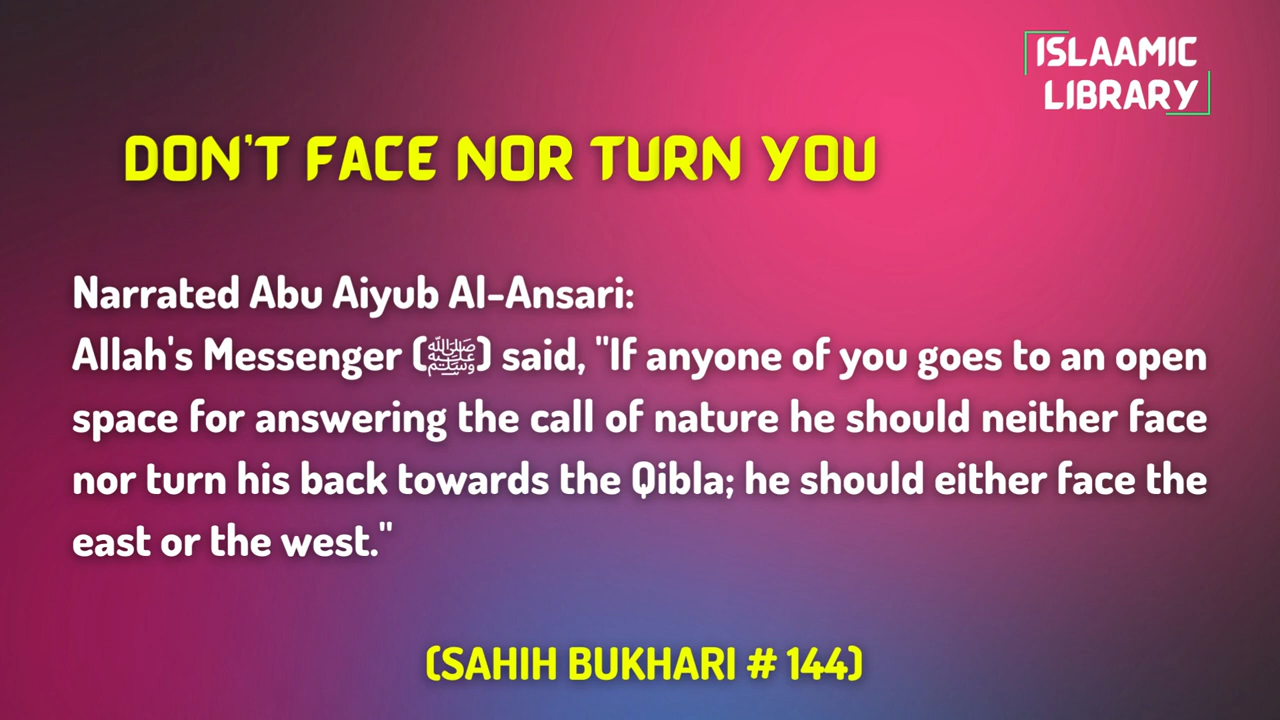 ISLAAMIC
LIBRARY
DON'T FACE NOR TURN YOU
Narrated Abu Aiyub Al-Ansari:
Allah's Messenger (ﷺ) said, "If anyone of you goes to an open
space for answering the call of nature he should neither face
nor turn his back towards the Qibla; he should either face the
east or the west."
(SAHIH BUKHARI # 144)